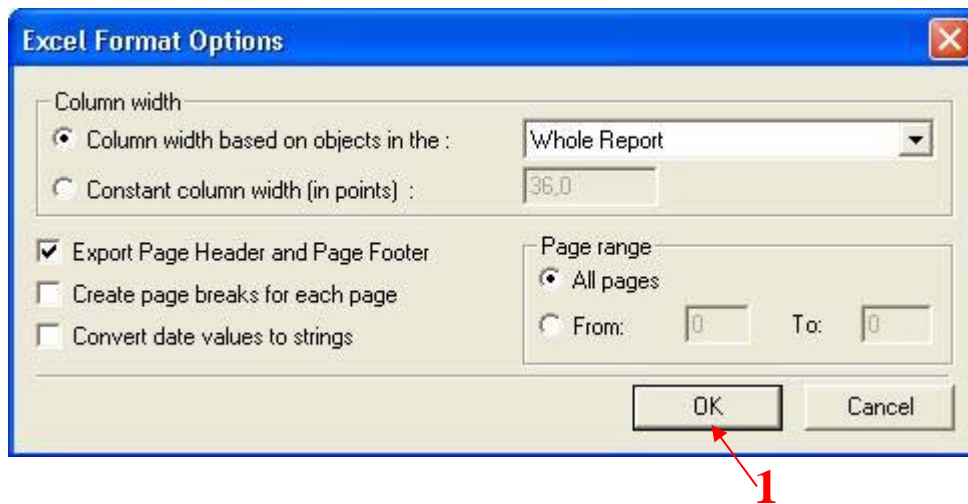 Excel Format Options
Column width
Column width based on objects in the :
Whole Report
Constant column width (in points) :
36,0
Export Page Header and Page Footer
Create page breaks for each page
Convert date values to strings
Page range
All pages
From: 0 To: 0
OK Cancel
1